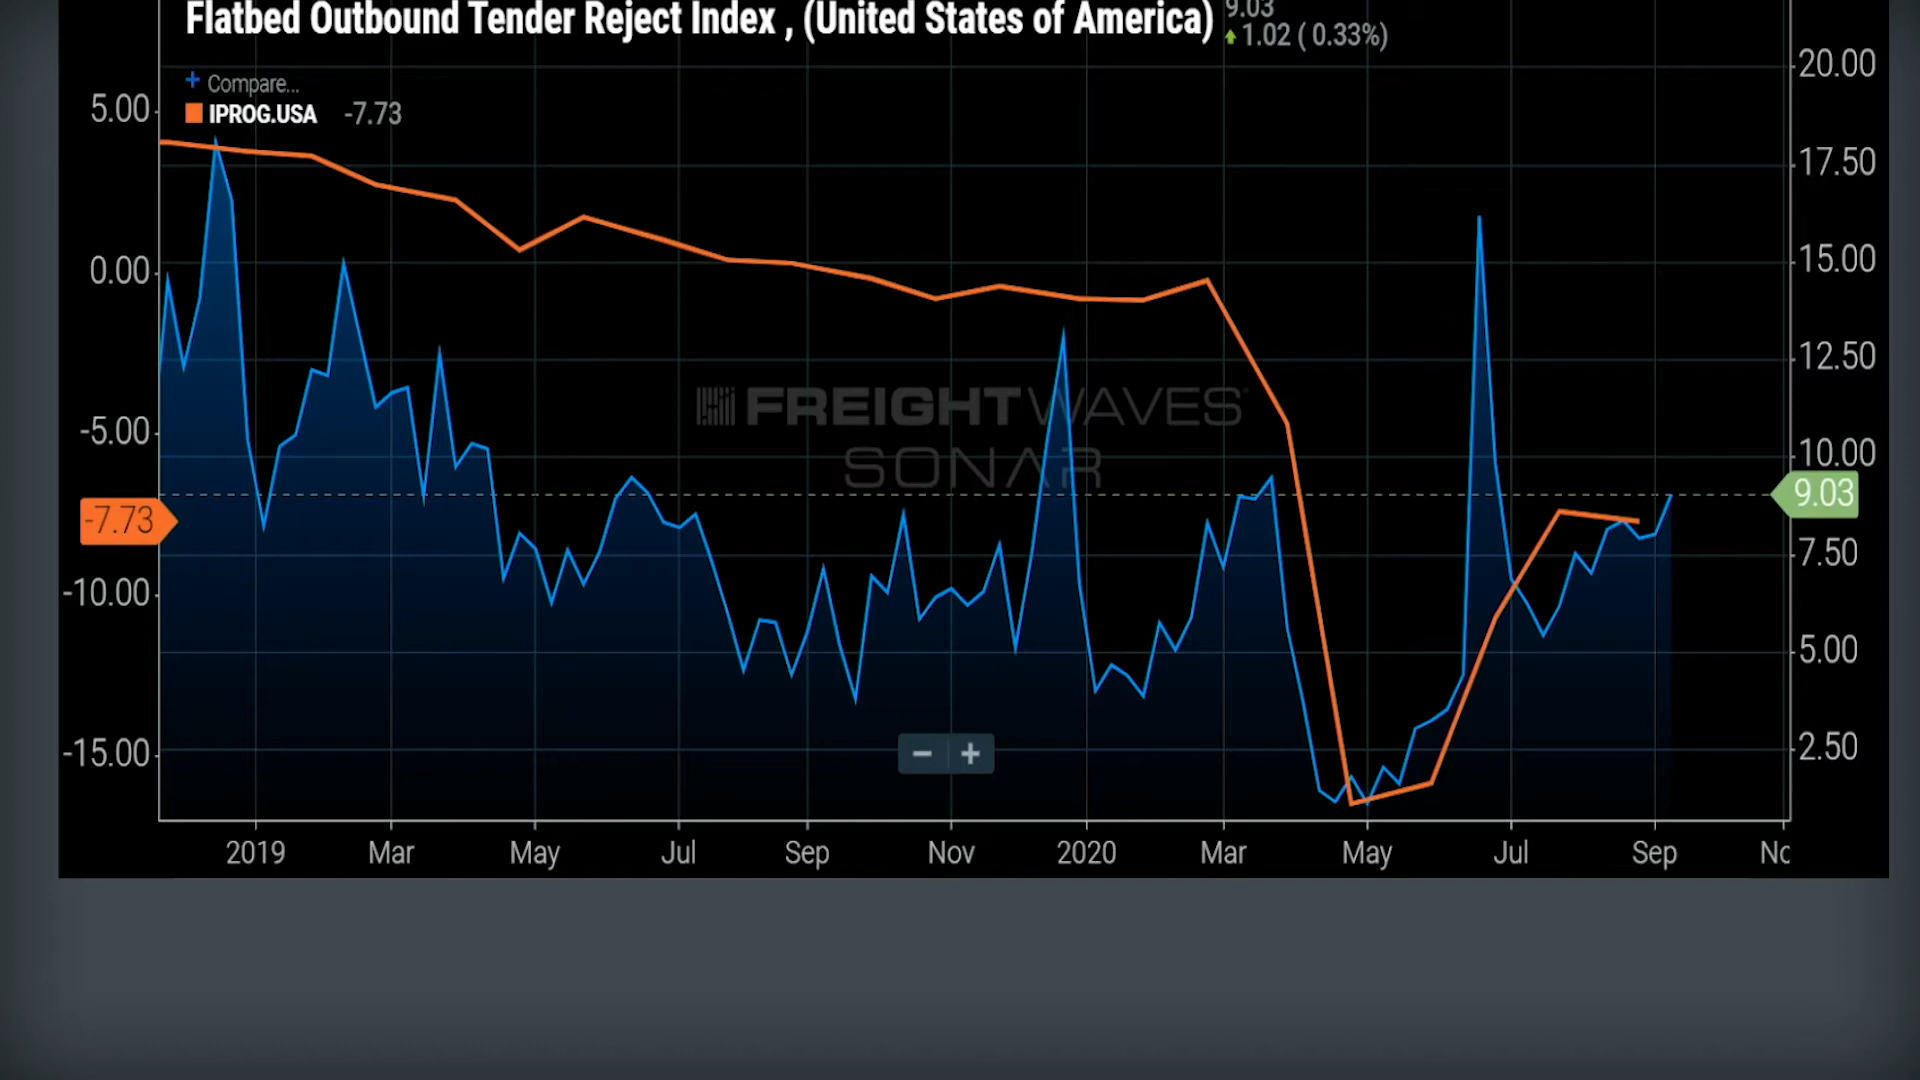 Flatbed Outbound Tender Reject Index , (United States of America)
9.03
1.02 ( 0.33%)
+ Compare...
IPROG.USA -7.73
5.00
0.00
-5.00
-7.73
-10.00
-15.00
FREIGHTWAVES
SONAR
20.00
17.50
15.00
12.50
10.00
9.03
7.50
5.00
2.50
− +
2019 Mar May Jul Sep Nov 2020 Mar May Jul Sep No